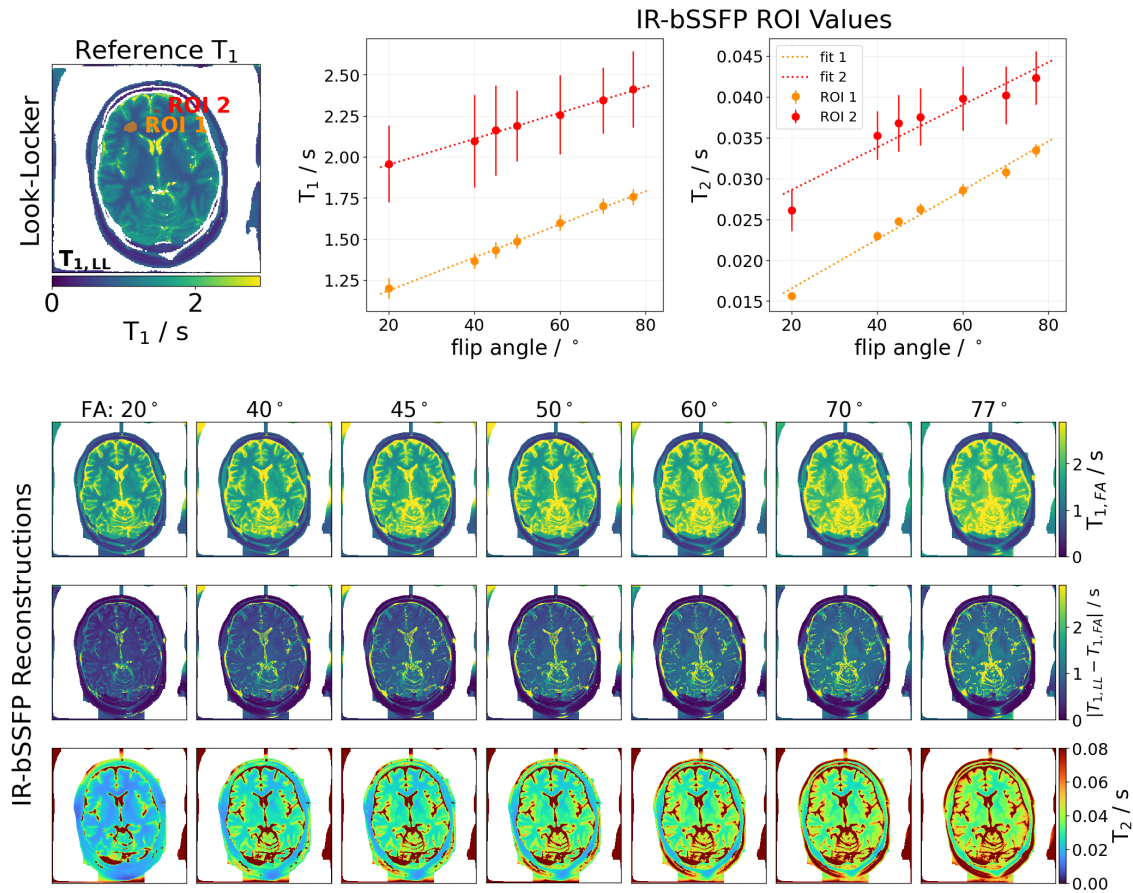 IR-bSSFP ROI Values
Reference T₁
Look-Locker
ROI 2
ROI 1
T₁,LL
0 2
T₁ / s
T₁ / s
2.50
2.25
2.00
1.75
1.50
1.25
20 40 60 80
flip angle / °
T₂ / s
0.045
0.040
0.035
0.030
0.025
0.020
0.015
fit 1
fit 2
ROI 1
ROI 2
20 40 60 80
flip angle / °
IR-bSSFP Reconstructions
FA: 20° 40° 45° 50° 60° 70° 77°
2
1
0
T₁,FA / s
2
1
0
|T₁,LL − T₁,FA| / s
0.08
0.06
0.04
0.02
0.00
T₂ / s